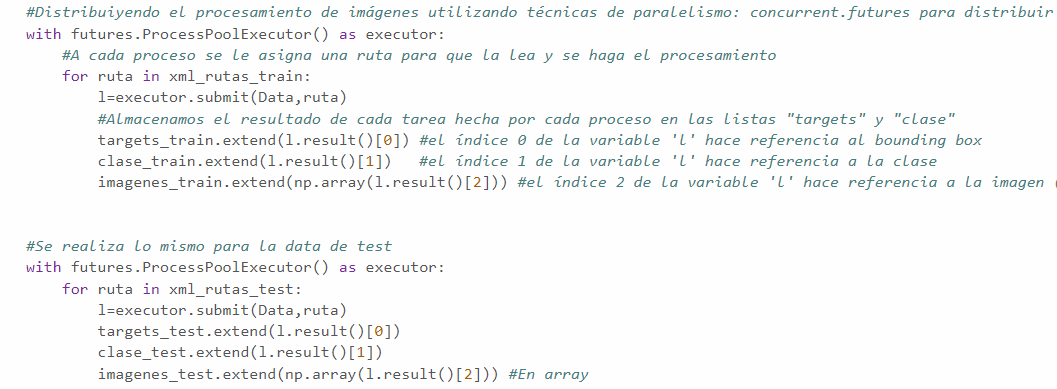 #Distribuiyendo el procesamiento de imágenes utilizando técnicas de paralelismo: concurrent.futures para distribuir
with futures.ProcessPoolExecutor() as executor:
#A cada proceso se le asigna una ruta para que la lea y se haga el procesamiento
for ruta in xml_rutas_train:
l=executor.submit(Data,ruta)
#Almacenamos el resultado de cada tarea hecha por cada proceso en las listas "targets" y "clase"
targets_train.extend(l.result()[0]) #el índice 0 de la variable 'l' hace referencia al bounding box
clase_train.extend(l.result()[1])   #el índice 1 de la variable 'l' hace referencia a la clase
imagenes_train.extend(np.array(l.result()[2])) #el índice 2 de la variable 'l' hace referencia a la imagen (
#Se realiza lo mismo para la data de test
with futures.ProcessPoolExecutor() as executor:
for ruta in xml_rutas_test:
l=executor.submit(Data,ruta)
targets_test.extend(l.result()[0])
clase_test.extend(l.result()[1])
imagenes_test.extend(np.array(l.result()[2])) #En array